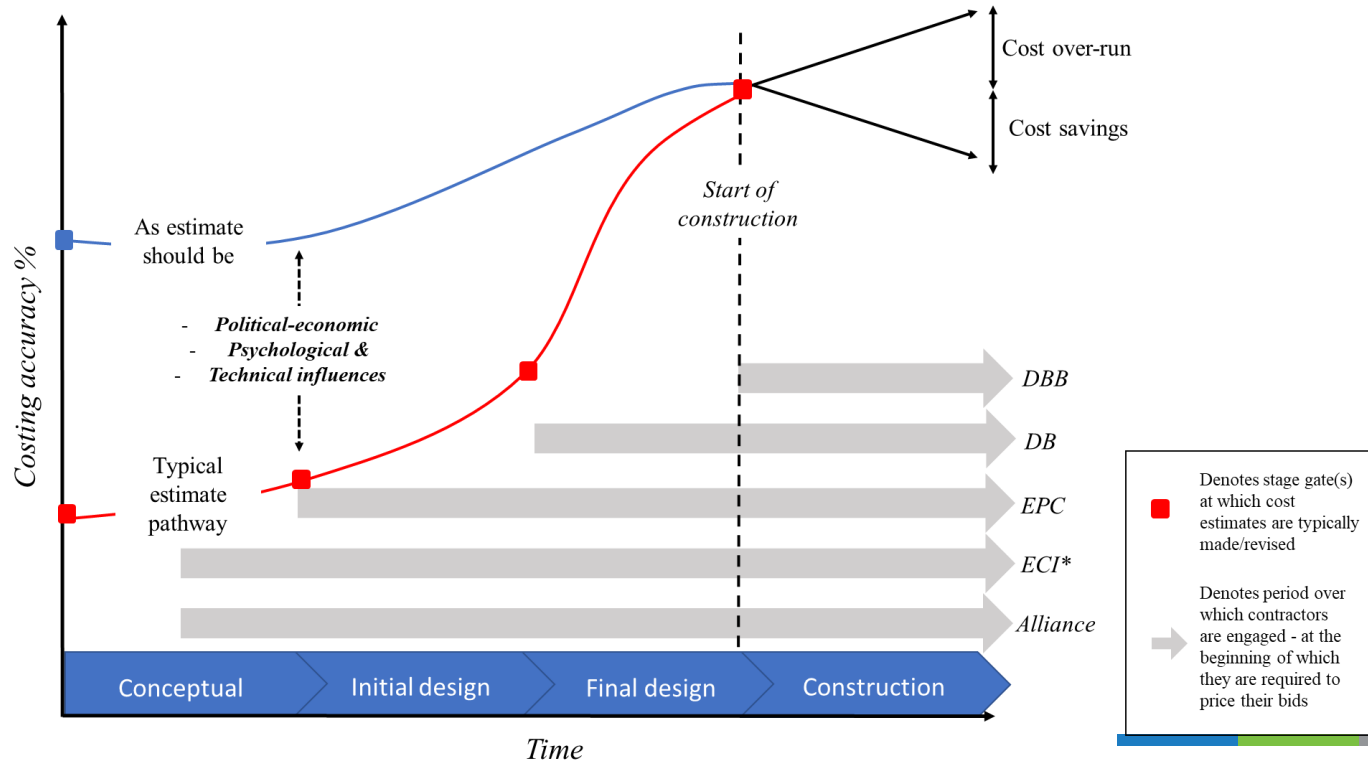 Costing accuracy %
As estimate
should be
- Political-economic
- Psychological &
- Technical influences
Typical
estimate
pathway
Start of
construction
Cost over-run
Cost savings
DBB
DB
EPC
ECI*
Alliance
Conceptual
Initial design
Final design
Construction
Time
Denotes stage gate(s)
at which cost
estimates are typically
made/revised
Denotes period over
which contractors
are engaged - at the
beginning of which
they are required to
price their bids